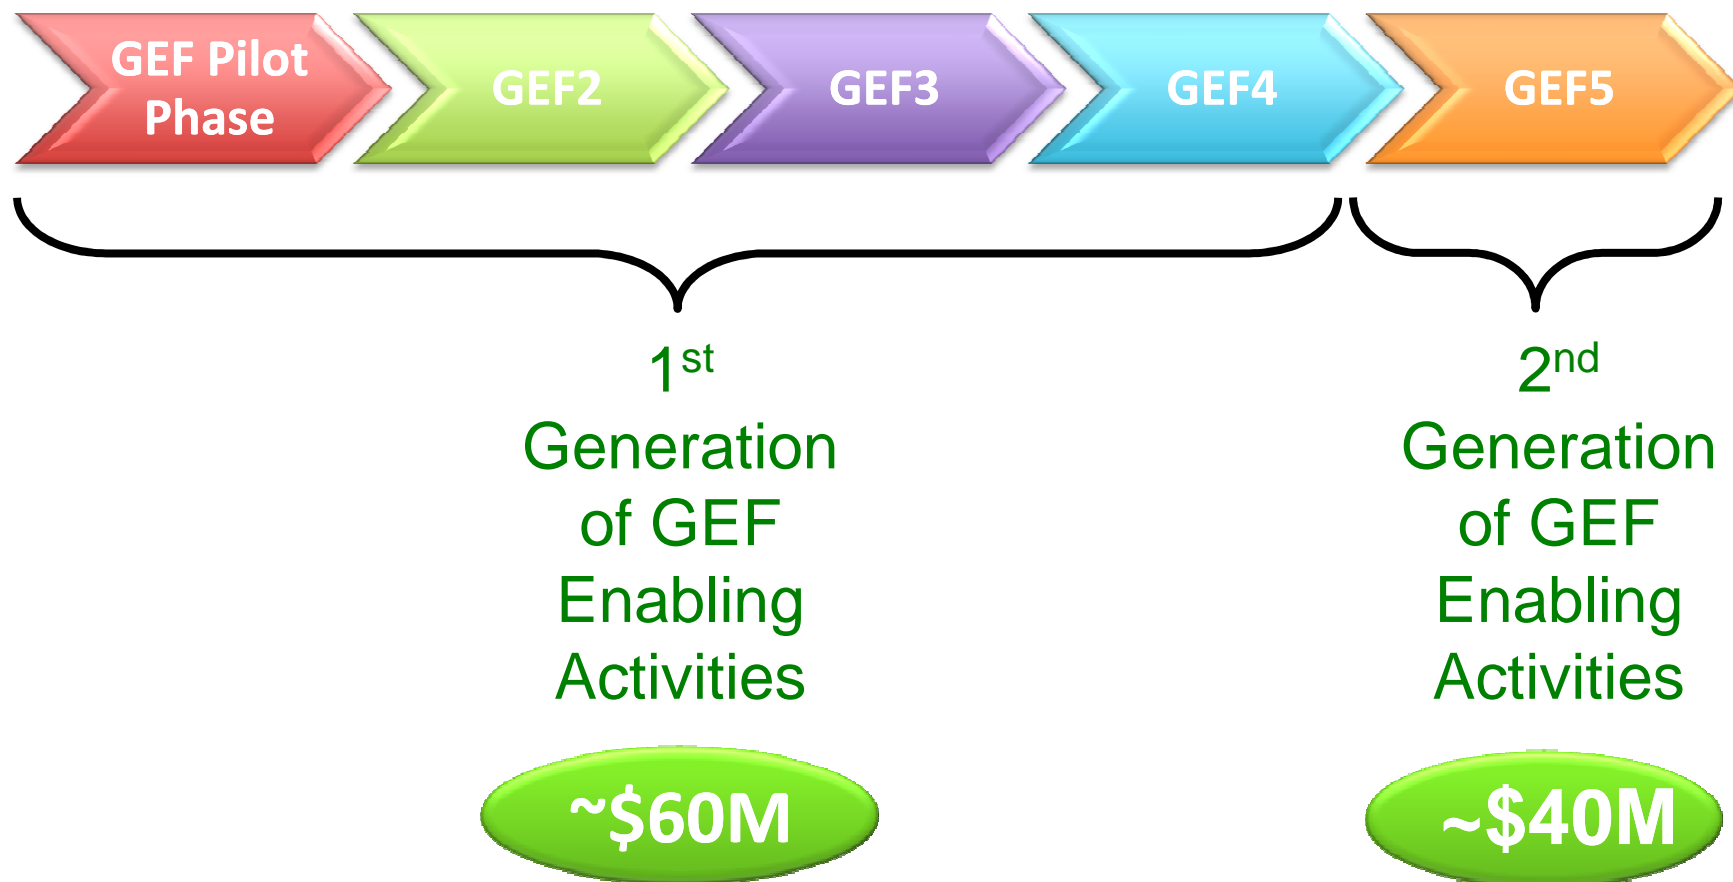 GEF Pilot
Phase
GEF2
GEF3
GEF4
GEF5
1st
Generation
of GEF
Enabling
Activities
~$60M
2nd
Generation
of GEF
Enabling
Activities
~$40M